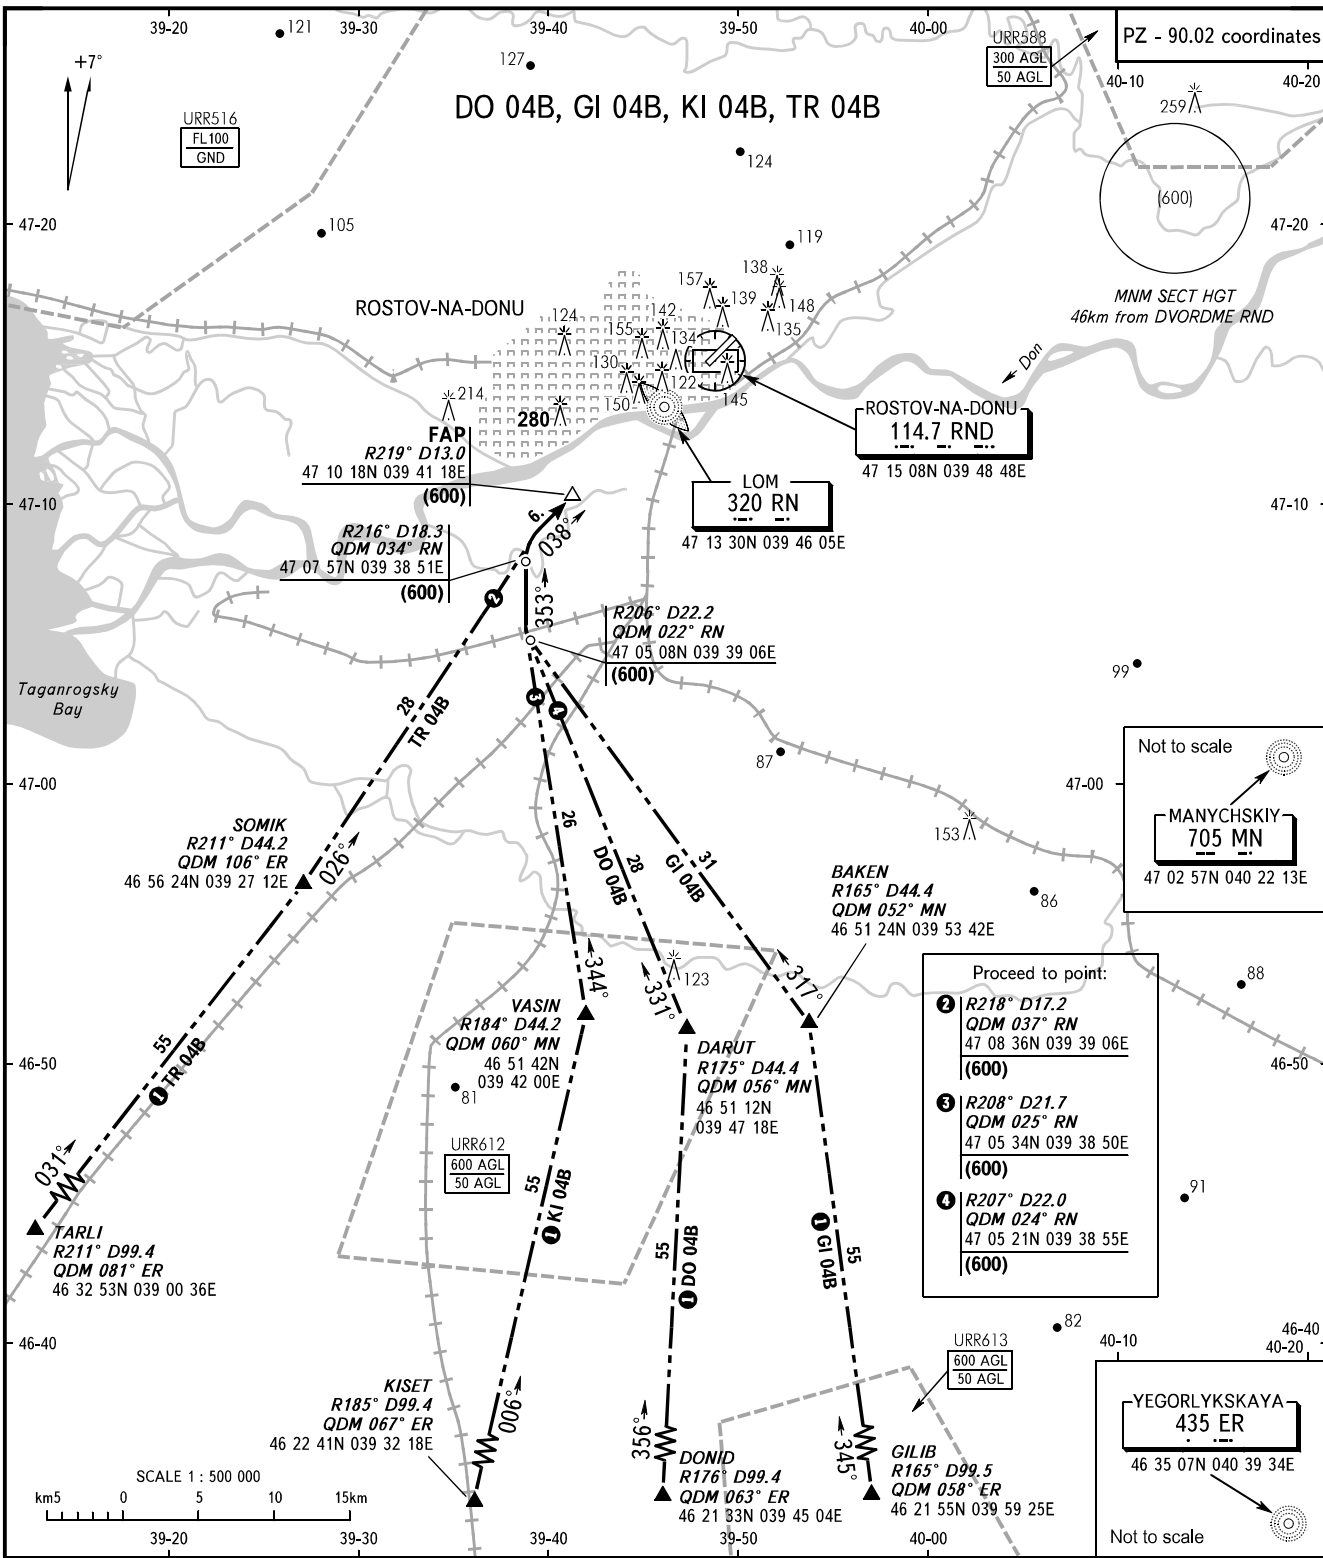 39-20
39-30
39-40
39-50
40-00
PZ - 90.02 coordinates
40-10
40-20
+7°
121
127
URR588
300 AGL
50 AGL
259
DO 04B, GI 04B, KI 04B, TR 04B
URR516
FL100
GND
124
(600)
47-20
105
119
47-20
MNM SECT HGT
46km from DVORDME RND
ROSTOV-NA-DONU
157
138
139
148
135
124
155
142
134
130
122
150
145
Don
214
280
ROSTOV-NA-DONU
114.7 RND
47 15 08N 039 48 48E
FAP
R219° D13.0
47 10 18N 039 41 18E
(600)
LOM
320 RN
47 13 30N 039 46 05E
47-10
47-10
R216° D18.3
QDM 034° RN
47 07 57N 039 38 51E
(600)
6.
038°
353°
R206° D22.2
QDM 022° RN
47 05 08N 039 39 06E
(600)
2
3
4
Taganrogsky
Bay
28
TR 04B
99
87
47-00
47-00
Not to scale
MANYCHSKIY
705 MN
47 02 57N 040 22 13E
153
SOMIK
R211° D44.2
QDM 106° ER
46 56 24N 039 27 12E
026°
26
28
DO 04B
31
GI 04B
BAKEN
R165° D44.4
QDM 052° MN
46 51 24N 039 53 42E
86
88
344°
331°
123
317°
VASIN
R184° D44.2
QDM 060° MN
46 51 42N
039 42 00E
DARUT
R175° D44.4
QDM 056° MN
46 51 12N
039 47 18E
Proceed to point:
2
R218° D17.2
QDM 037° RN
47 08 36N 039 39 06E
(600)
3
R208° D21.7
QDM 025° RN
47 05 34N 039 38 50E
(600)
4
R207° D22.0
QDM 024° RN
47 05 21N 039 38 55E
(600)
46-50
46-50
55
1 TR 04B
81
URR612
600 AGL
50 AGL
91
031°
TARLI
R211° D99.4
QDM 081° ER
46 32 53N 039 00 36E
55
1 KI 04B
55
1 DO 04B
55
1 GI 04B
82
46-40
46-40
40-10
40-20
URR613
600 AGL
50 AGL
KISET
R185° D99.4
QDM 067° ER
46 22 41N 039 32 18E
006°
356°
345°
DONID
R176° D99.4
QDM 063° ER
46 21 33N 039 45 04E
GILIB
R165° D99.5
QDM 058° ER
46 21 55N 039 59 25E
YEGORLYKSKAYA
435 ER
46 35 07N 040 39 34E
Not to scale
SCALE 1 : 500 000
km5
0
5
10
15km
39-20
39-30
39-40
39-50
40-00